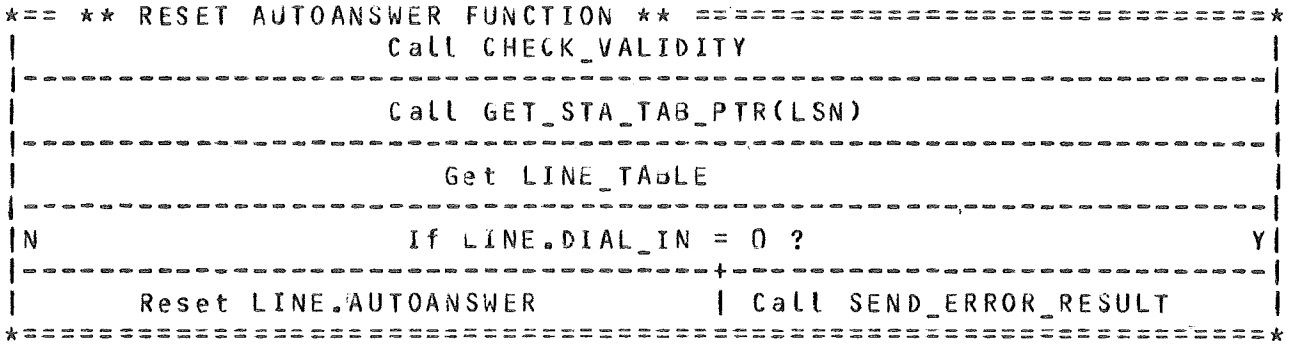 *== ** RESET AUTOANSWER FUNCTION ** ==============================*
| Call CHECK_VALIDITY |
|------------------------------------------------------------------|
| Call GET_STA_TAB_PTR(LSN) |
|------------------------------------------------------------------|
| Get LINE_TABLE |
|------------------------------------------------------------------|
|N If LINE.DIAL_IN = 0 ? Y|
|-------------------------------------+----------------------------|
| Reset LINE.AUTOANSWER | Call SEND_ERROR_RESULT |
*==================================================================*